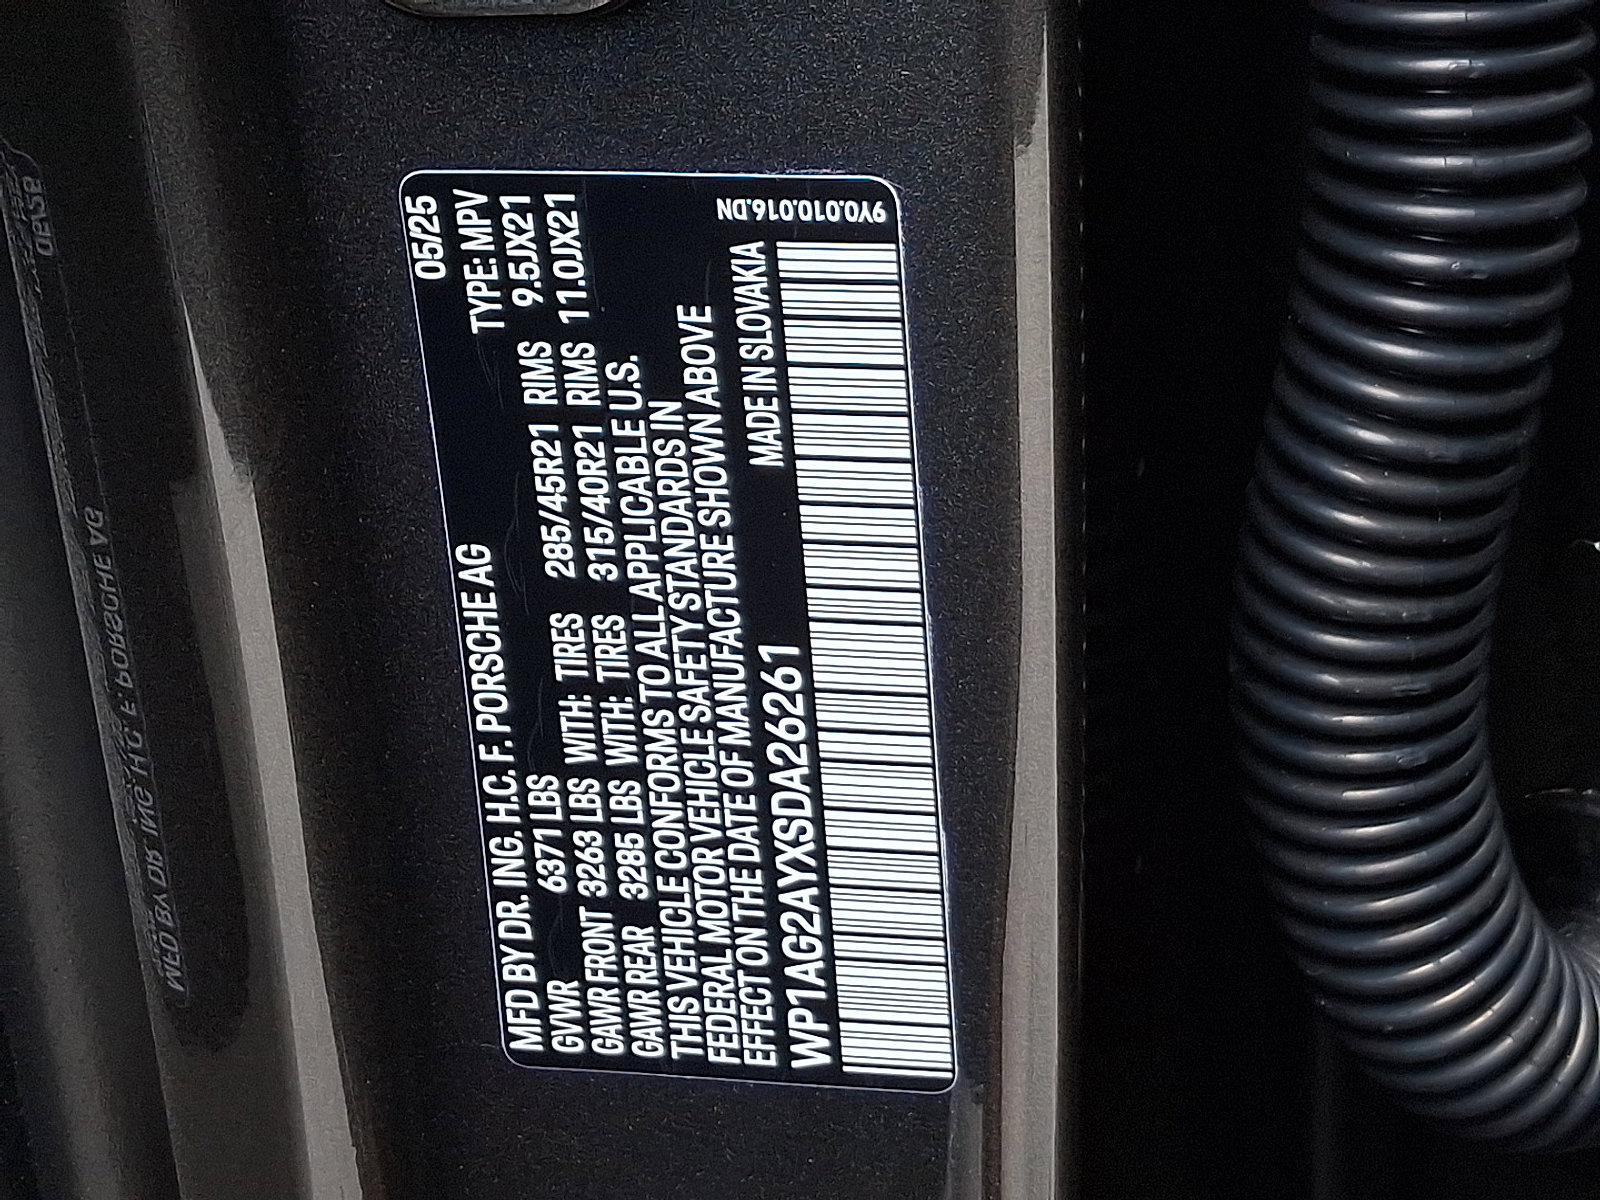 MFD BY DR. ING. H.C. F. PORSCHE AG 05/25
GVWR 6371 LBS TYPE: MPV
GAWR FRONT 3263 LBS WITH: TIRES 285/45R21 RIMS 9.5JX21
GAWR REAR 3285 LBS WITH: TIRES 315/40R21 RIMS 11.0JX21
THIS VEHICLE CONFORMS TO ALL APPLICABLE U.S.
FEDERAL MOTOR VEHICLE SAFETY STANDARDS IN
EFFECT ON THE DATE OF MANUFACTURE SHOWN ABOVE
WP1AG2AYXSDA26261 MADE IN SLOVAKIA
9Y0.010.016.DN